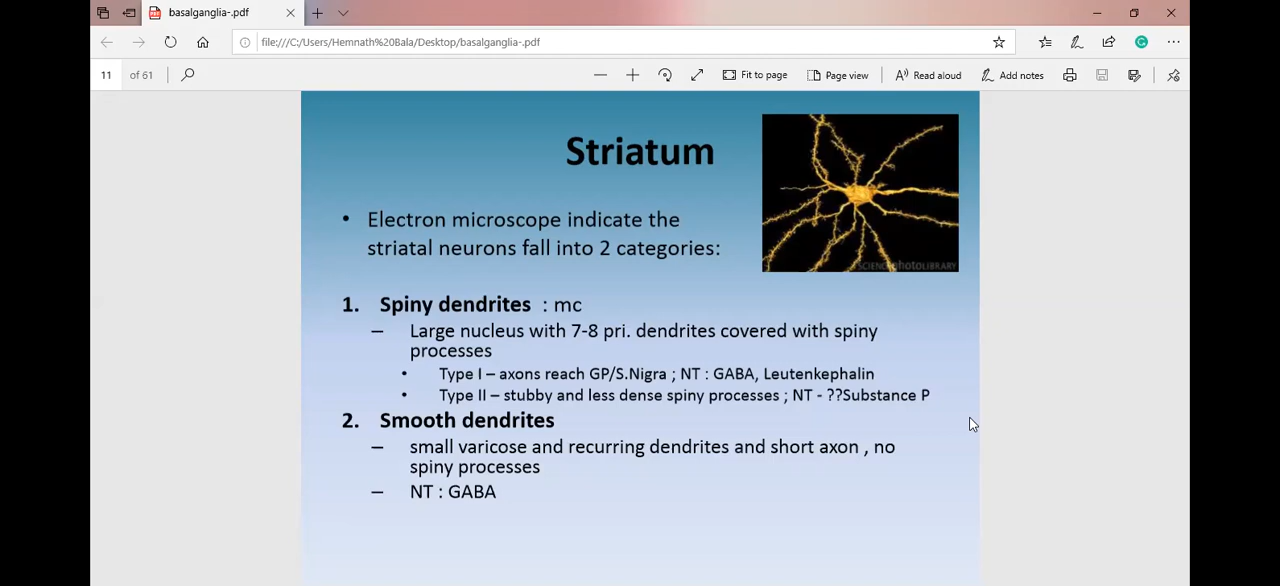 basalganglia-.pdf
file:///C:/Users/Hemnath%20Bala/Desktop/basalganglia-.pdf
11 of 61
Fit to page
Page view
Read aloud
Add notes
Striatum
• Electron microscope indicate the
striatal neurons fall into 2 categories:
SCIENCEphotoLIBRARY
1. Spiny dendrites : mc
– Large nucleus with 7-8 pri. dendrites covered with spiny
processes
• Type I – axons reach GP/S.Nigra ; NT : GABA, Leutenkephalin
• Type II – stubby and less dense spiny processes ; NT - ??Substance P
2. Smooth dendrites
– small varicose and recurring dendrites and short axon , no
spiny processes
– NT : GABA